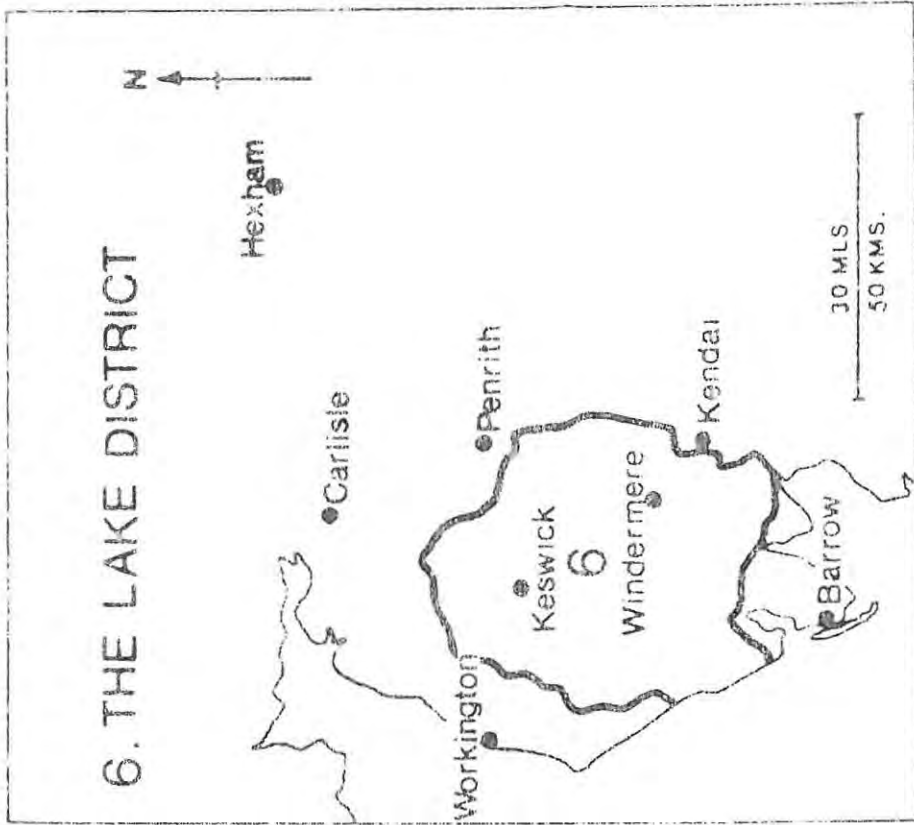 6. THE LAKE DISTRICT
N
Hexham
Carlisle
Penrith
Workington
Keswick
6
Windermere
Kendal
Barrow
30 MLS.
50 KMS.